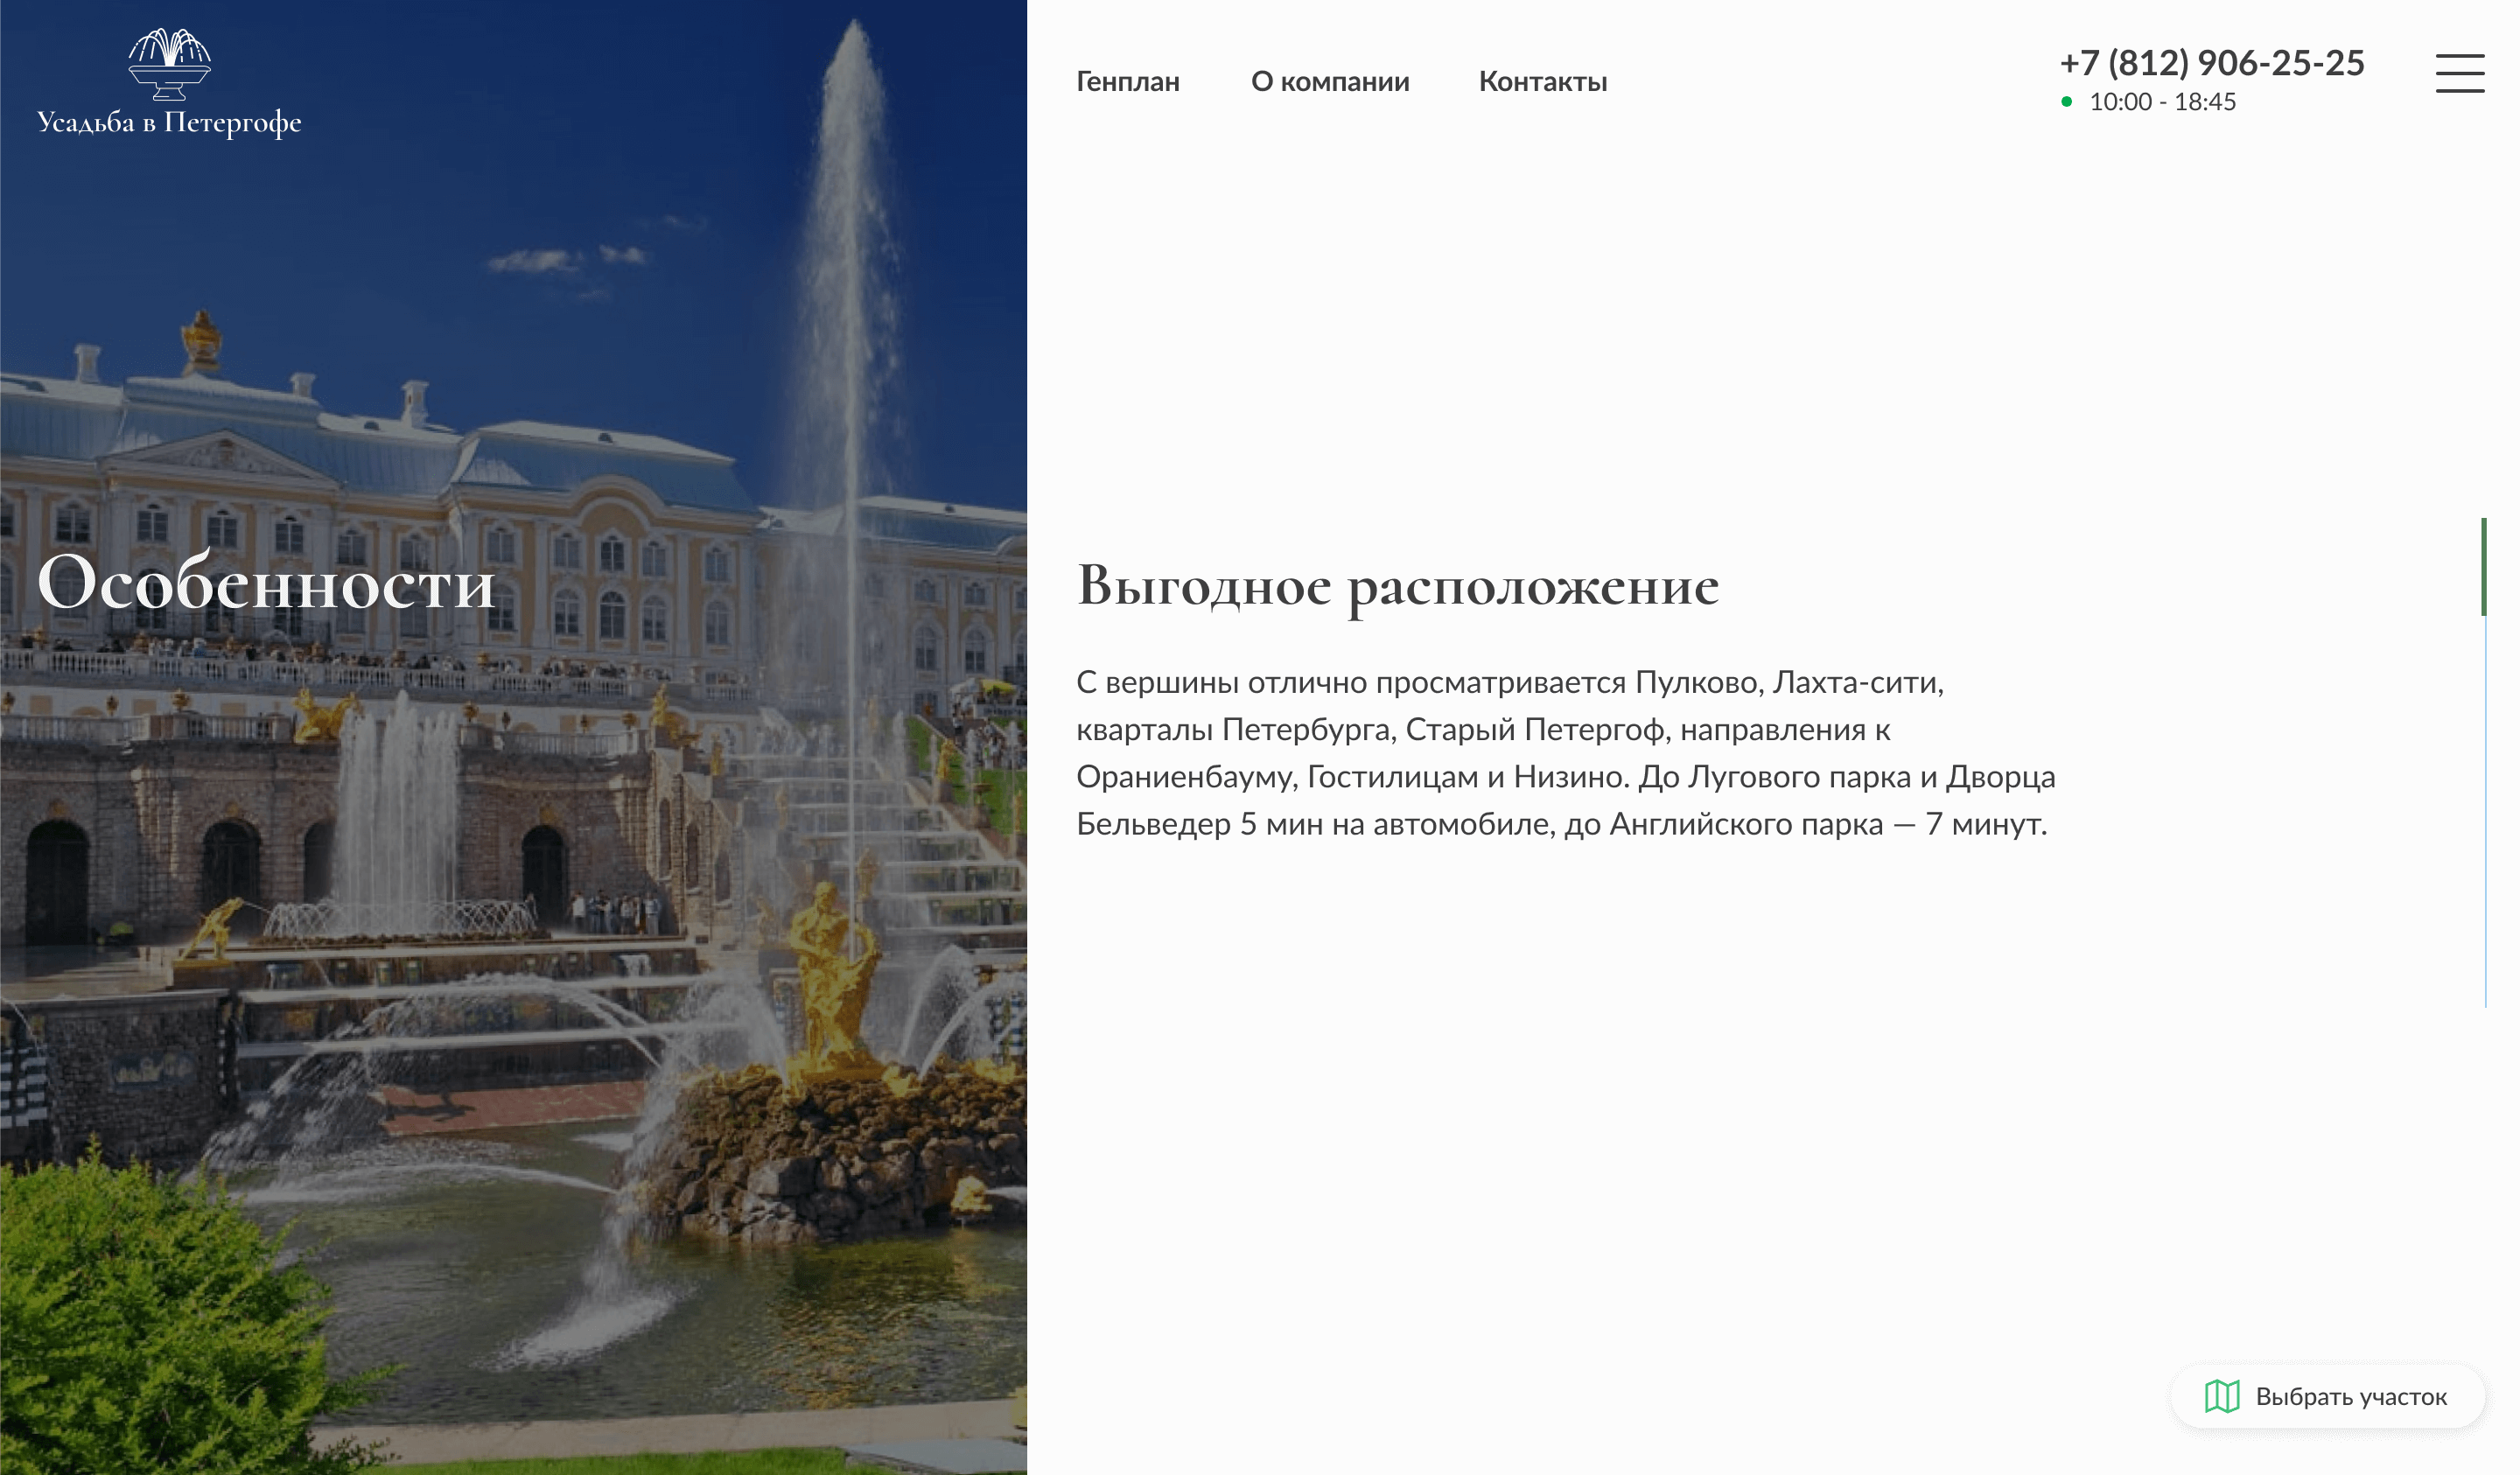 Усадьба в Петергофе
Генплан
О компании
Контакты
+7 (812) 906-25-25
10:00 - 18:45
Особенности
Выгодное расположение
С вершины отлично просматривается Пулково, Лахта-сити,
кварталы Петербурга, Старый Петергоф, направления к
Ораниенбауму, Гостилицам и Низино. До Лугового парка и Дворца
Бельведер 5 мин на автомобиле, до Английского парка — 7 минут.
Выбрать участок